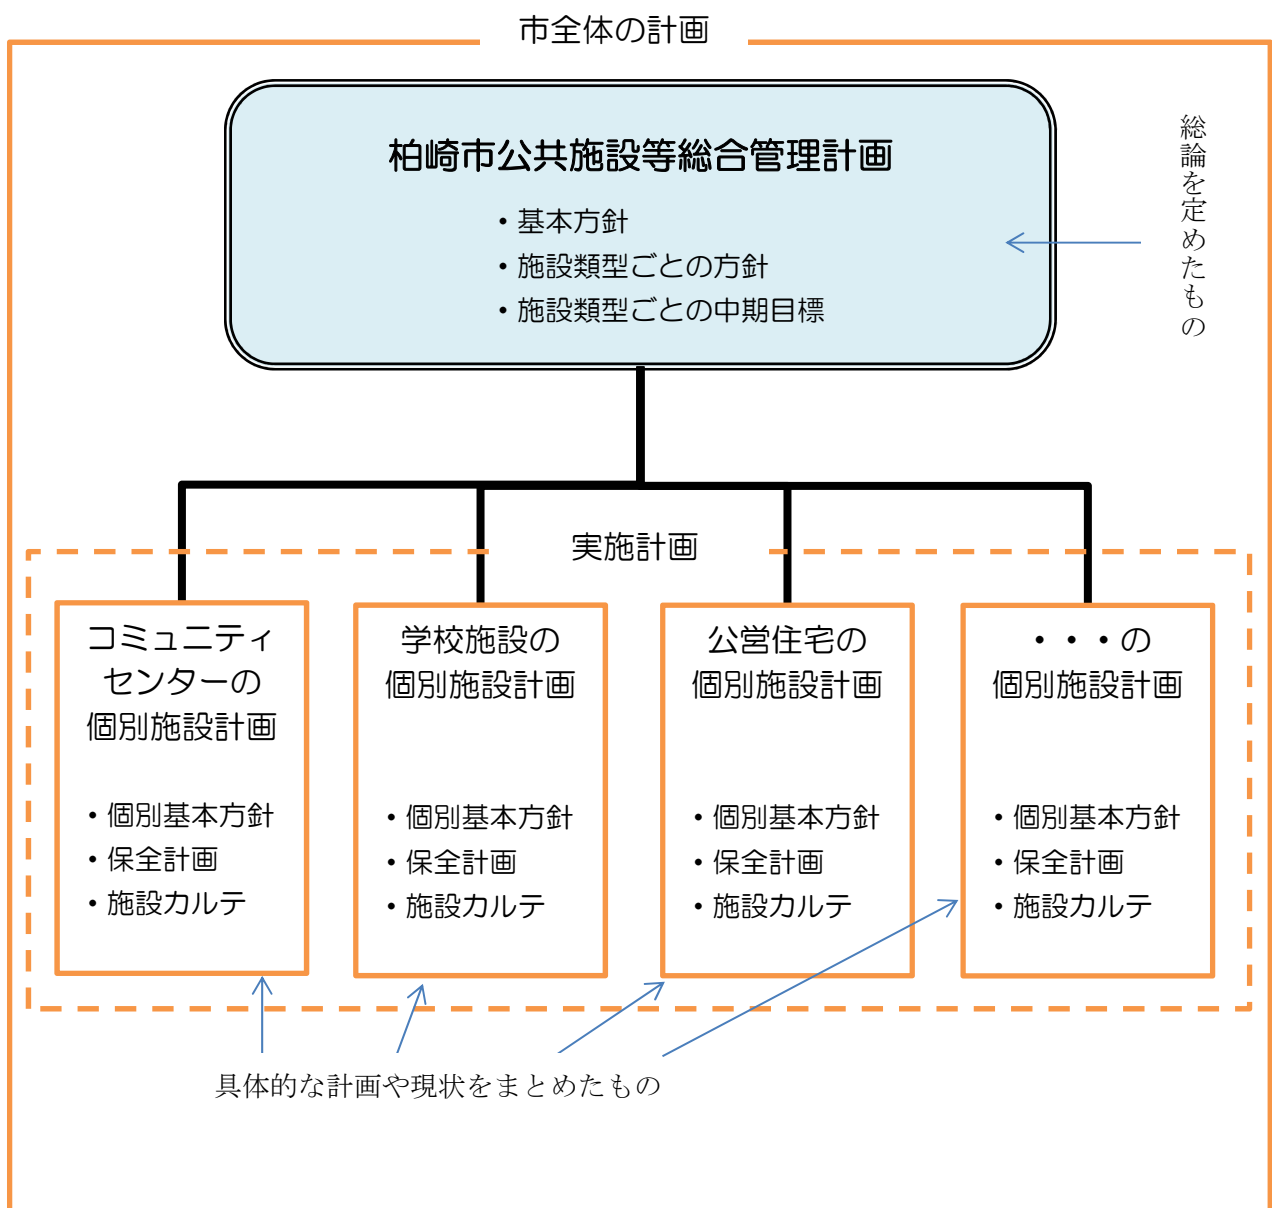 市全体の計画
柏崎市公共施設等総合管理計画
・基本方針
・施設類型ごとの方針
・施設類型ごとの中期目標
総論を定めたもの
実施計画
コミュニティ
センターの
個別施設計画
・個別基本方針
・保全計画
・施設カルテ
学校施設の
個別施設計画
・個別基本方針
・保全計画
・施設カルテ
公営住宅の
個別施設計画
・個別基本方針
・保全計画
・施設カルテ
・・・の
個別施設計画
・個別基本方針
・保全計画
・施設カルテ
具体的な計画や現状をまとめたもの